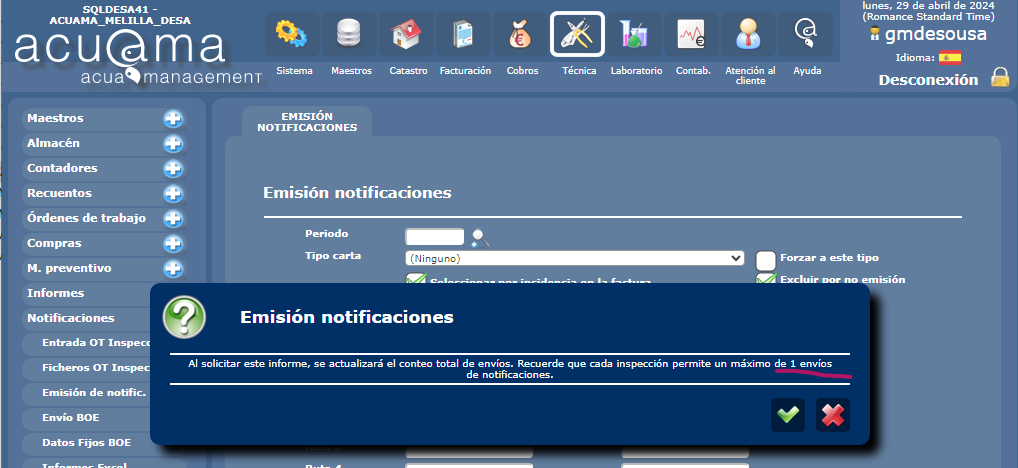 SQLDESA41 -
ACUAMA_MELILLA_DESA
acuama
acua management
Sistema
Maestros
Catastro
Facturación
Cobros
Técnica
Laboratorio
Contab.
Atención al
cliente
Ayuda
lunes, 29 de abril de 2024
(Romance Standard Time)
gmdesousa
Idioma:
Desconexión
Maestros
Almacén
Contadores
Recuentos
Órdenes de trabajo
Compras
M. preventivo
Informes
Notificaciones
Entrada OT Inspecc
Ficheros OT Inspec
Emisión de notific.
Envío BOE
Datos Fijos BOE
Informes Excel
EMISIÓN
NOTIFICACIONES
Emisión notificaciones
Periodo
Tipo carta
(Ninguno)
Forzar a este tipo
Seleccionar por incidencia en la factura
Excluir por no emisión
Emisión notificaciones
Al solicitar este informe, se actualizará el conteo total de envíos. Recuerde que cada inspección permite un máximo de 1 envíos
de notificaciones.
Ruta 4